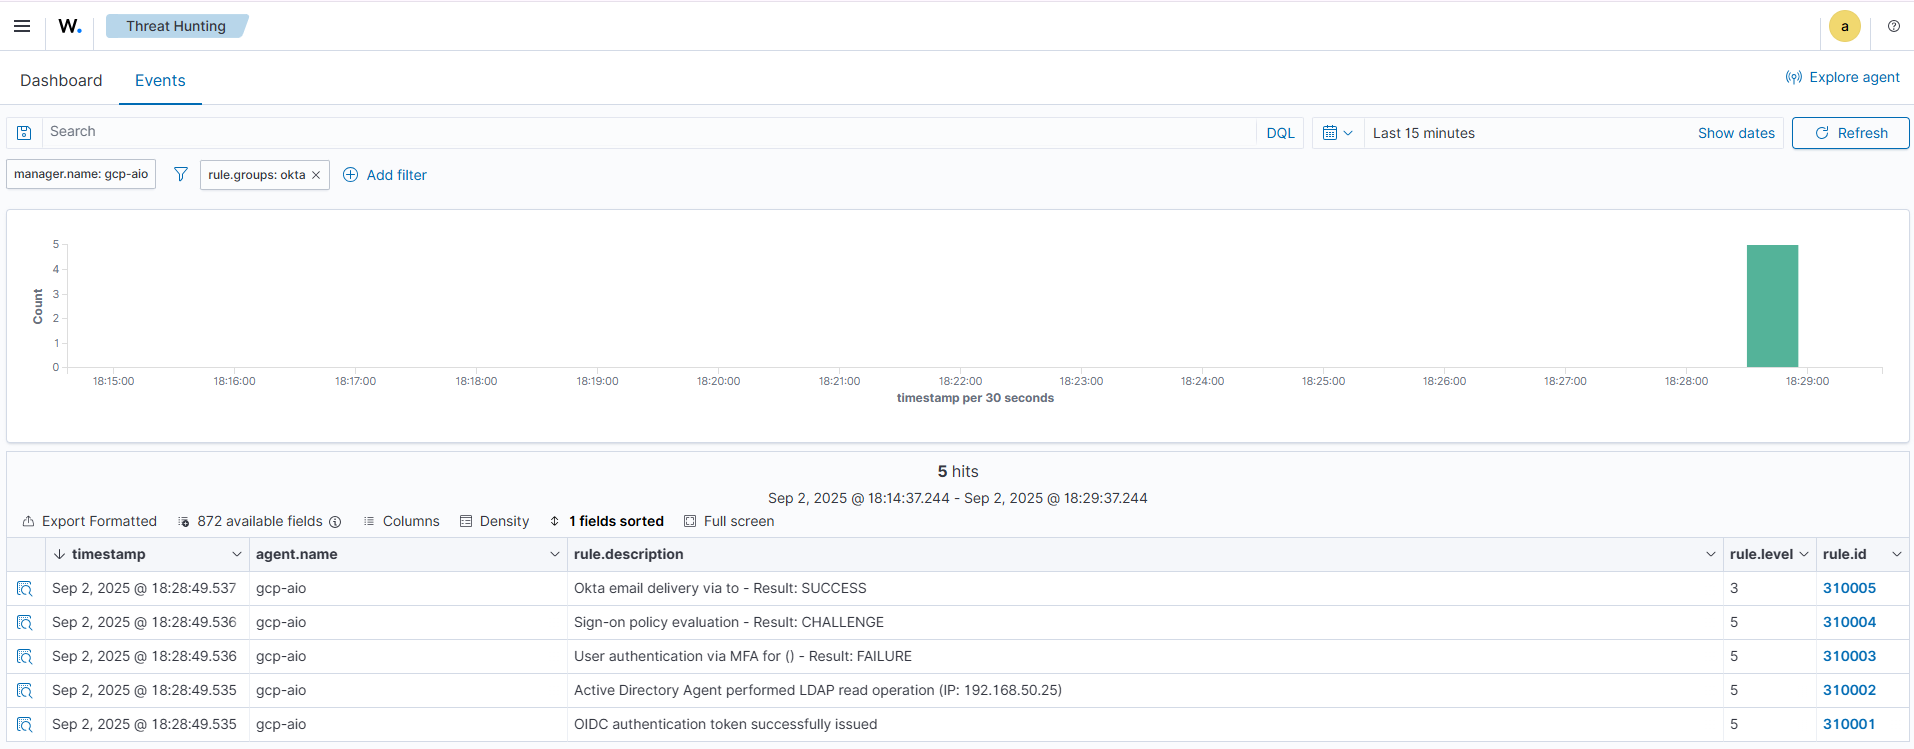 W. Threat Hunting a
Dashboard Events Explore agent
Search DQL Last 15 minutes Show dates Refresh
manager.name: gcp-aio rule.groups: okta × Add filter
5
4
3
2
1
0
Count
18:15:00 18:16:00 18:17:00 18:18:00 18:19:00 18:20:00 18:21:00 18:22:00 18:23:00 18:24:00 18:25:00 18:26:00 18:27:00 18:28:00 18:29:00
timestamp per 30 seconds
5 hits
Sep 2, 2025 @ 18:14:37.244 - Sep 2, 2025 @ 18:29:37.244
Export Formatted 872 available fields Columns Density 1 fields sorted Full screen
timestamp agent.name rule.description rule.level rule.id
Sep 2, 2025 @ 18:28:49.537 gcp-aio Okta email delivery via to - Result: SUCCESS 3 310005
Sep 2, 2025 @ 18:28:49.536 gcp-aio Sign-on policy evaluation - Result: CHALLENGE 5 310004
Sep 2, 2025 @ 18:28:49.536 gcp-aio User authentication via MFA for () - Result: FAILURE 5 310003
Sep 2, 2025 @ 18:28:49.535 gcp-aio Active Directory Agent performed LDAP read operation (IP: 192.168.50.25) 5 310002
Sep 2, 2025 @ 18:28:49.535 gcp-aio OIDC authentication token successfully issued 5 310001